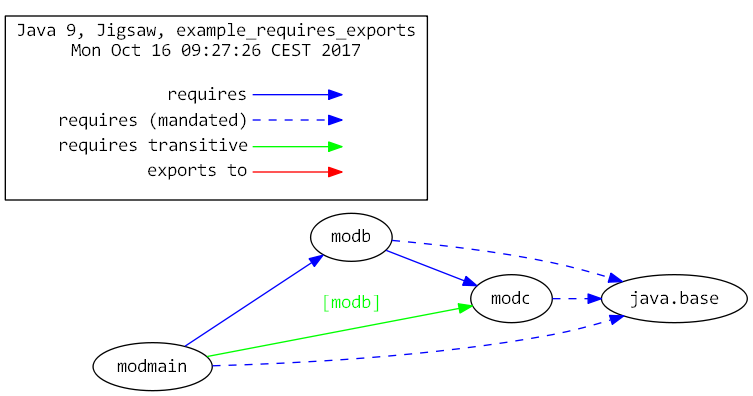 Java 9, Jigsaw, example_requires_exports
Mon Oct 16 09:27:26 CEST 2017
requires
requires (mandated)
requires transitive
exports to
modb
[modb]
modc
java.base
modmain